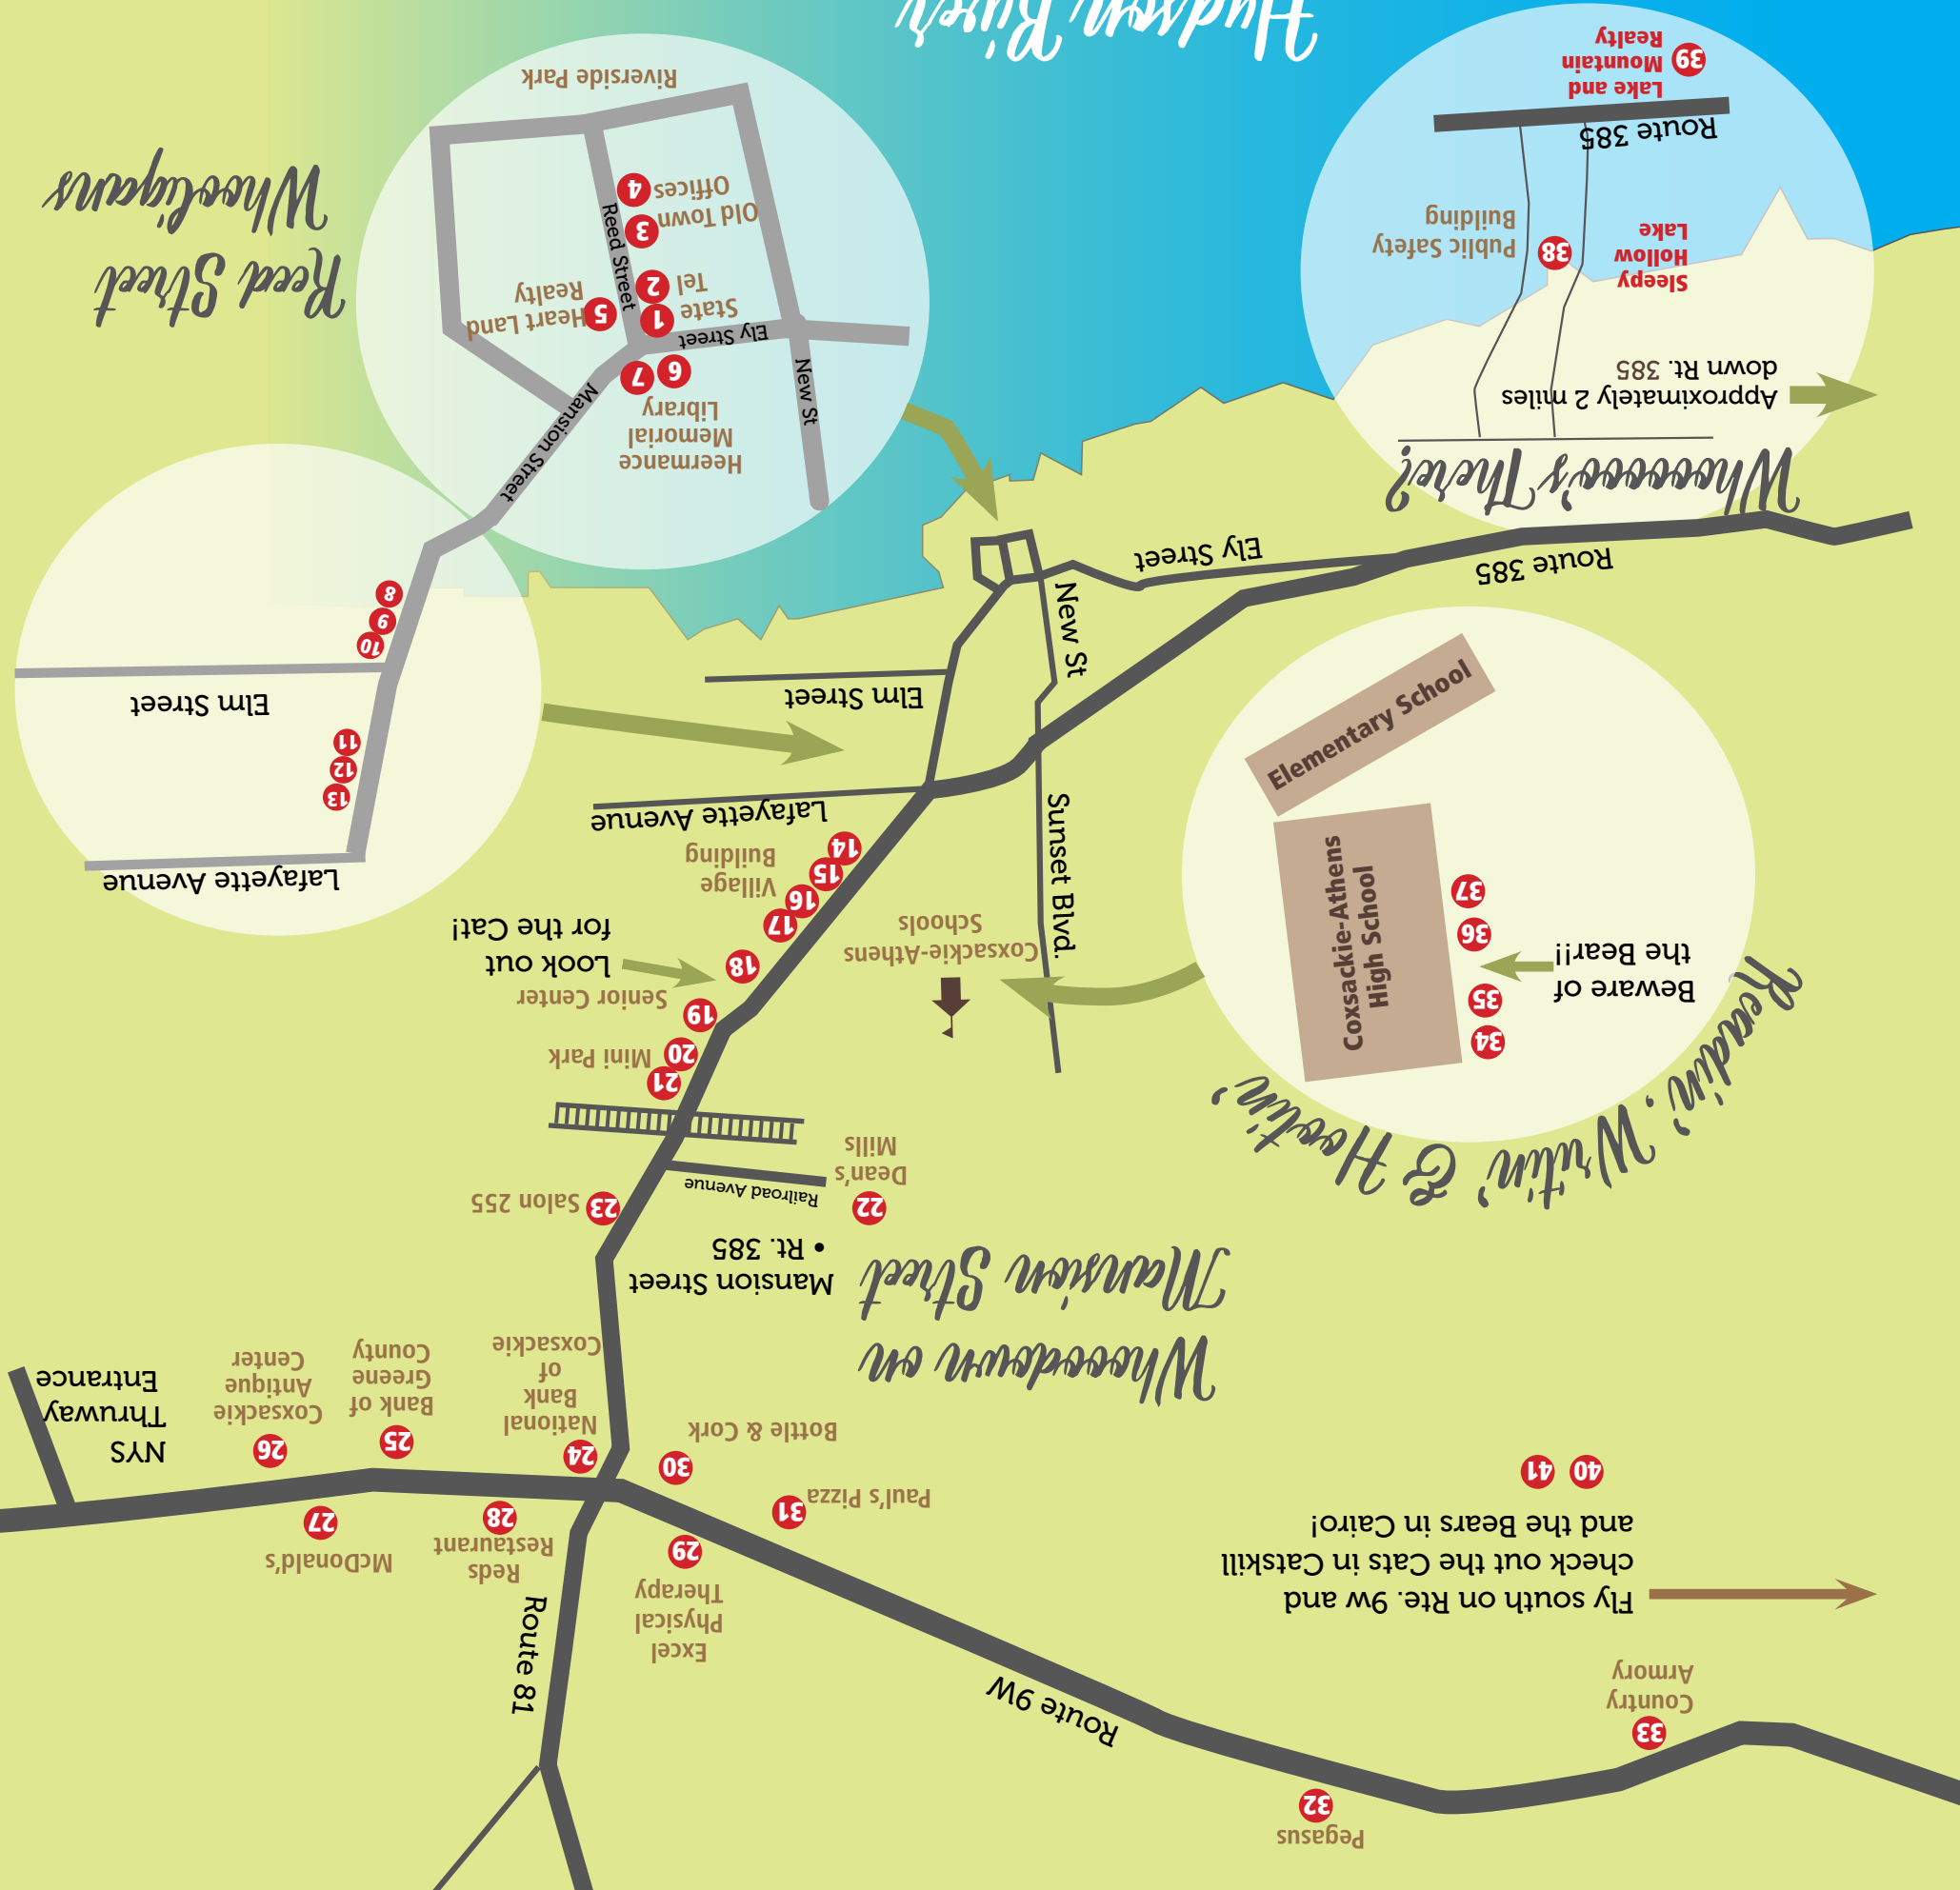 Pegasus
32
33
Country
Armory
Route 9W
Route 81
Excel
Physical
Therapy
29
Fly south on Rte. 9w and
check out the Cats in Catskill
and the Bears in Cairo!
40
41
Reds
Restaurant
28
McDonald's
27
31
Paul's Pizza
30
Bottle & Cork
24
National
Bank
of
Coxsackie
25
Bank of
Greene
County
26
Coxsackie
Antique
Center
NYS
Thruway
Entrance
Whooodown on
Mansion Street
Mansion Street
• Rt. 385
23
Salon 255
22
Dean's
Mills
Railroad Avenue
Readin', Writin' & Hootin'
34
35
Beware of
the Bear!!
36
37
Coxsackie-Athens
High School
Elementary School
21
20
Mini Park
19
Senior Center
18
Look out
for the Cat!
Coxsackie-Athens
Schools
Sunset Blvd.
17
16
15
14
Village
Building
Lafayette Avenue
Elm Street
New St
Ely Street
Route 385
Lafayette Avenue
13
12
11
Elm Street
10
9
8
Whoooooo's There?
Approximately 2 miles
down Rt. 385
Sleepy
Hollow
Lake
38
Public Safety
Building
Route 385
39
Lake and
Mountain
Realty
Mansion Street
Heermance
Memorial
Library
6
7
New St
Ely Street
1
State
Tel
2
5
Heart Land
Realty
Reed Street
3
Old Town
Offices
4
Riverside Park
Reed Street
Whooligans
Hudson River